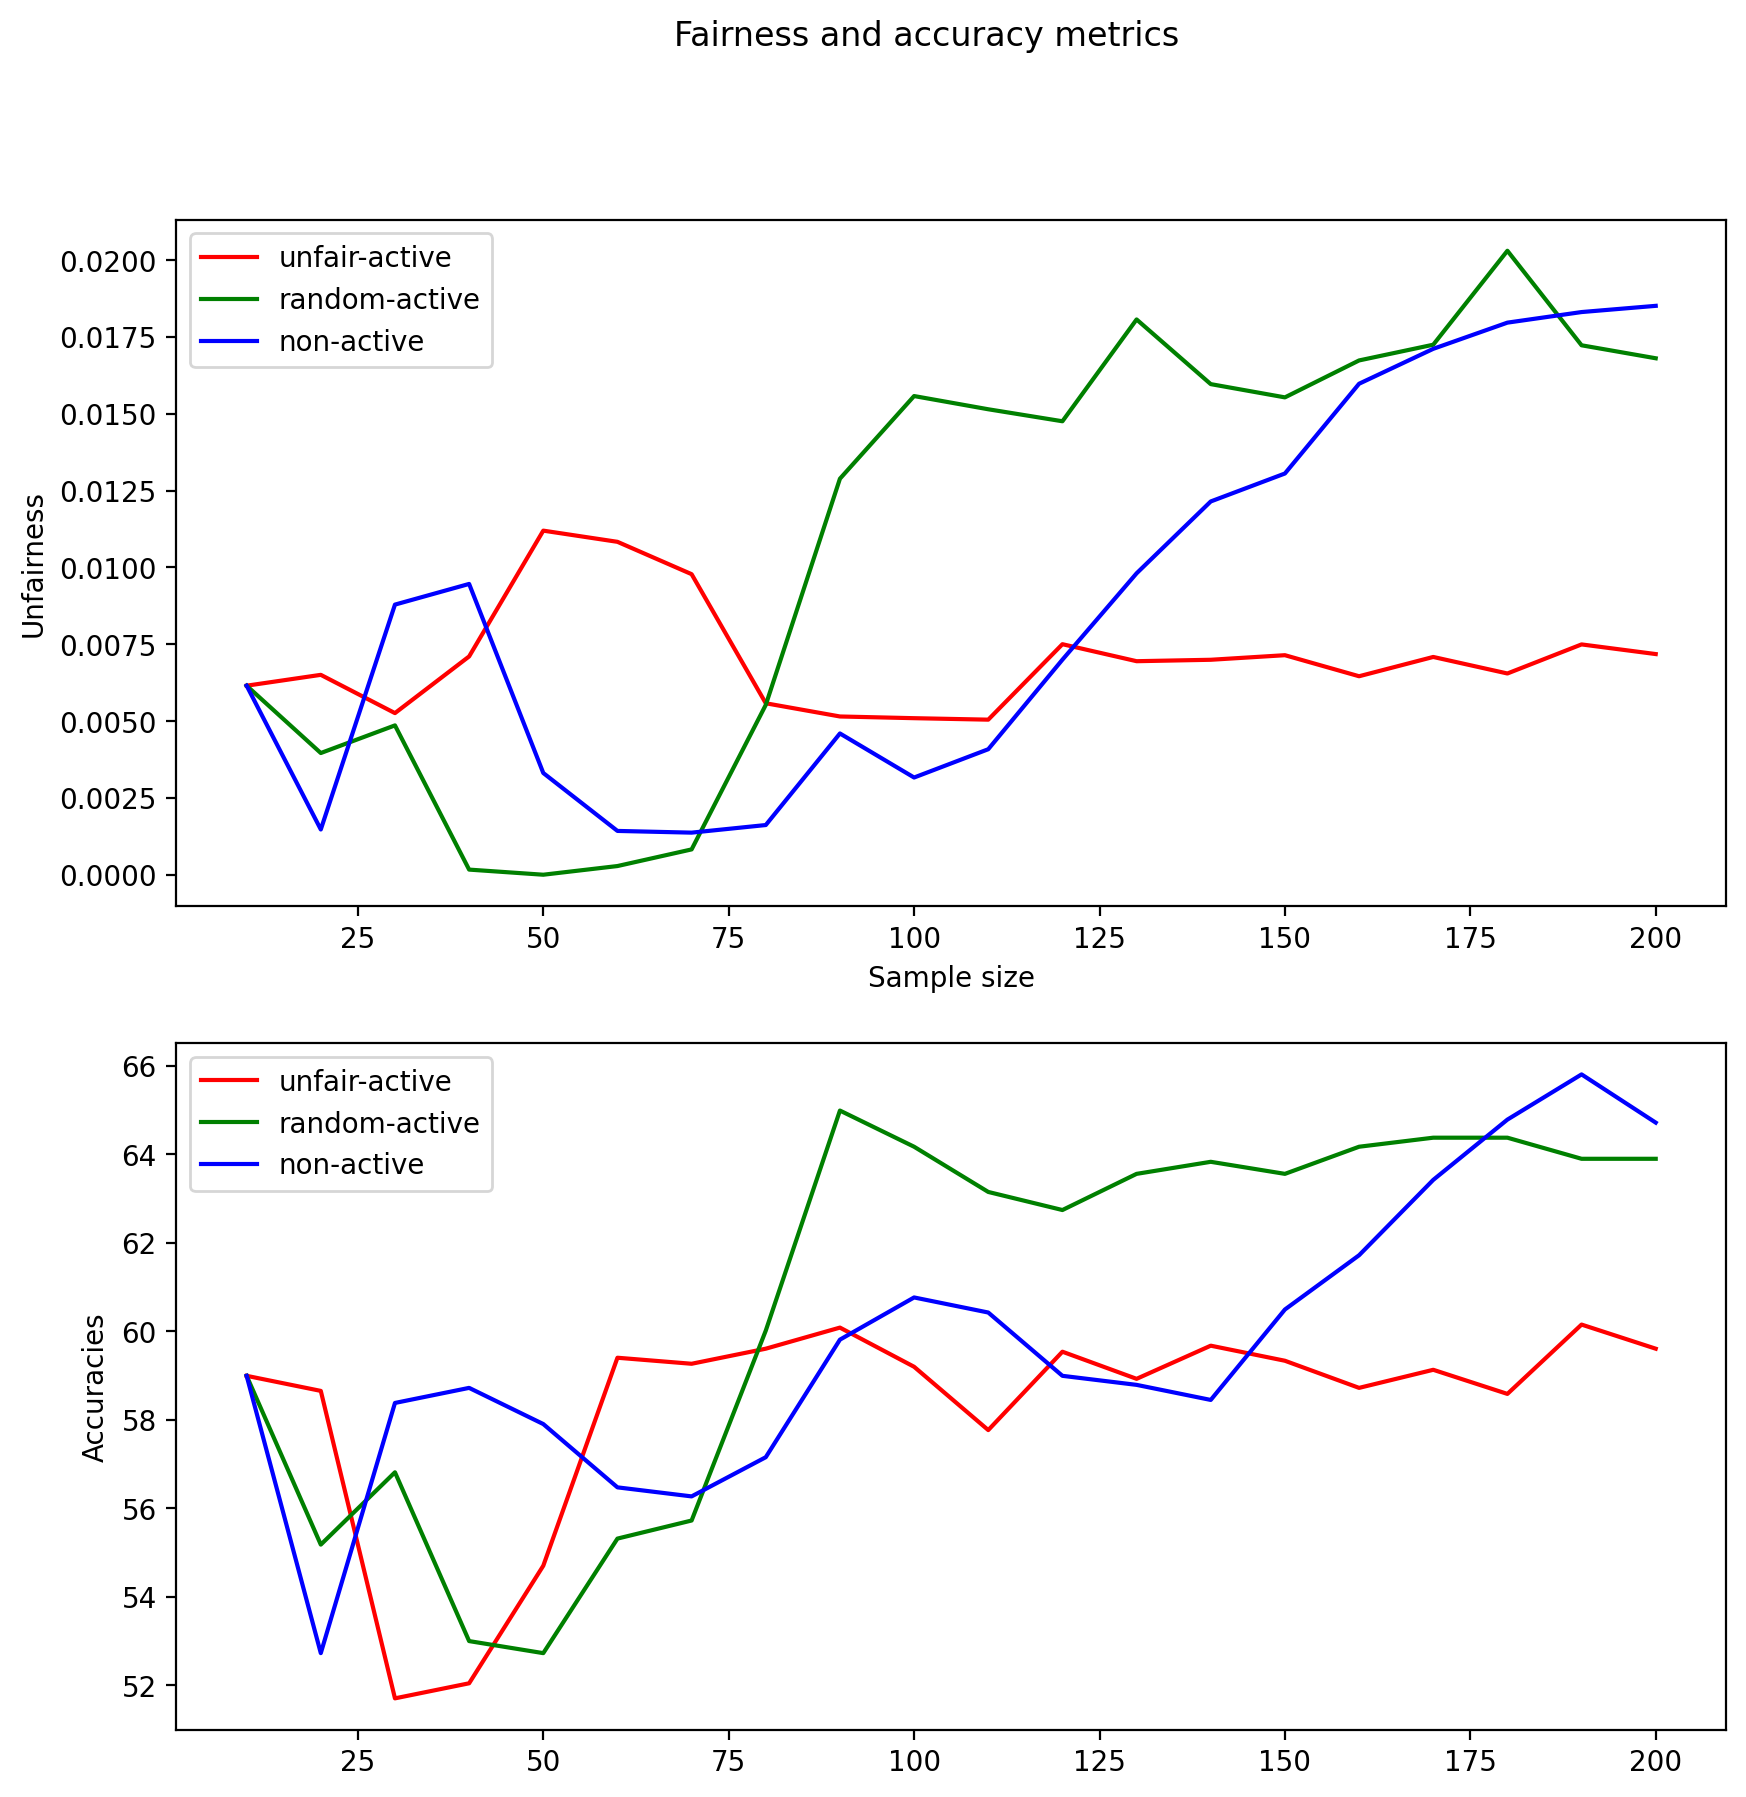 Fairness and accuracy metrics
unfair-active
random-active
non-active
0.0200
0.0175
0.0150
0.0125
0.0100
0.0075
0.0050
0.0025
0.0000
Unfairness
25 50 75 100 125 150 175 200
Sample size
unfair-active
random-active
non-active
66
64
62
60
58
56
54
52
Accuracies
25 50 75 100 125 150 175 200